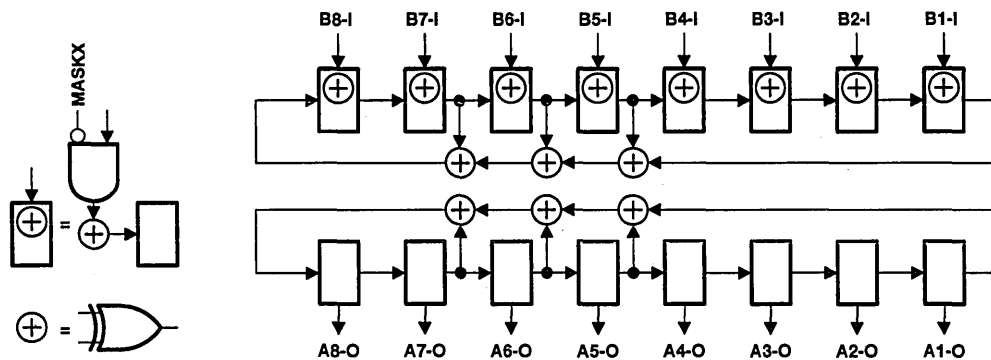 B8-I B7-I B6-I B5-I B4-I B3-I B2-I B1-I
MASKX
=
=
A8-O A7-O A6-O A5-O A4-O A3-O A2-O A1-O